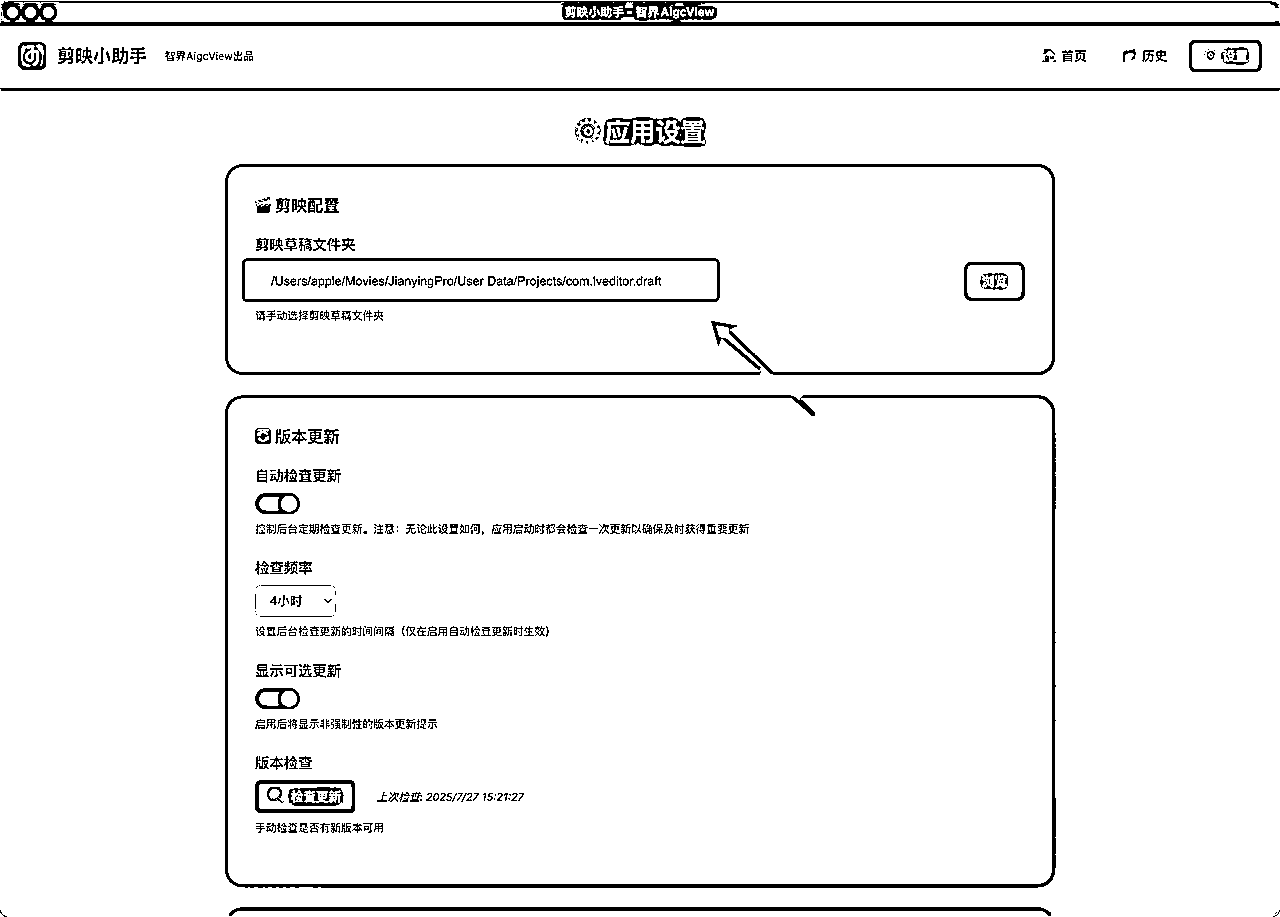 剪映小助手 - 智界AigcView
剪映小助手 智界AigcView出品 首页 历史 设置
应用设置
剪映配置
剪映草稿文件夹
/Users/apple/Movies/JianyingPro/User Data/Projects/com.lveditor.draft 浏览
请手动选择剪映草稿文件夹
版本更新
自动检查更新
控制后台定期检查更新。注意：无论此设置如何，应用启动时都会检查一次更新以确保及时获得重要更新
检查频率
4小时
设置后台检查更新的时间间隔（仅在启用自动检查更新时生效）
显示可选更新
启用后将显示非强制性的版本更新提示
版本检查
检查更新 上次检查: 2025/7/27 15:21:27
手动检查是否有新版本可用